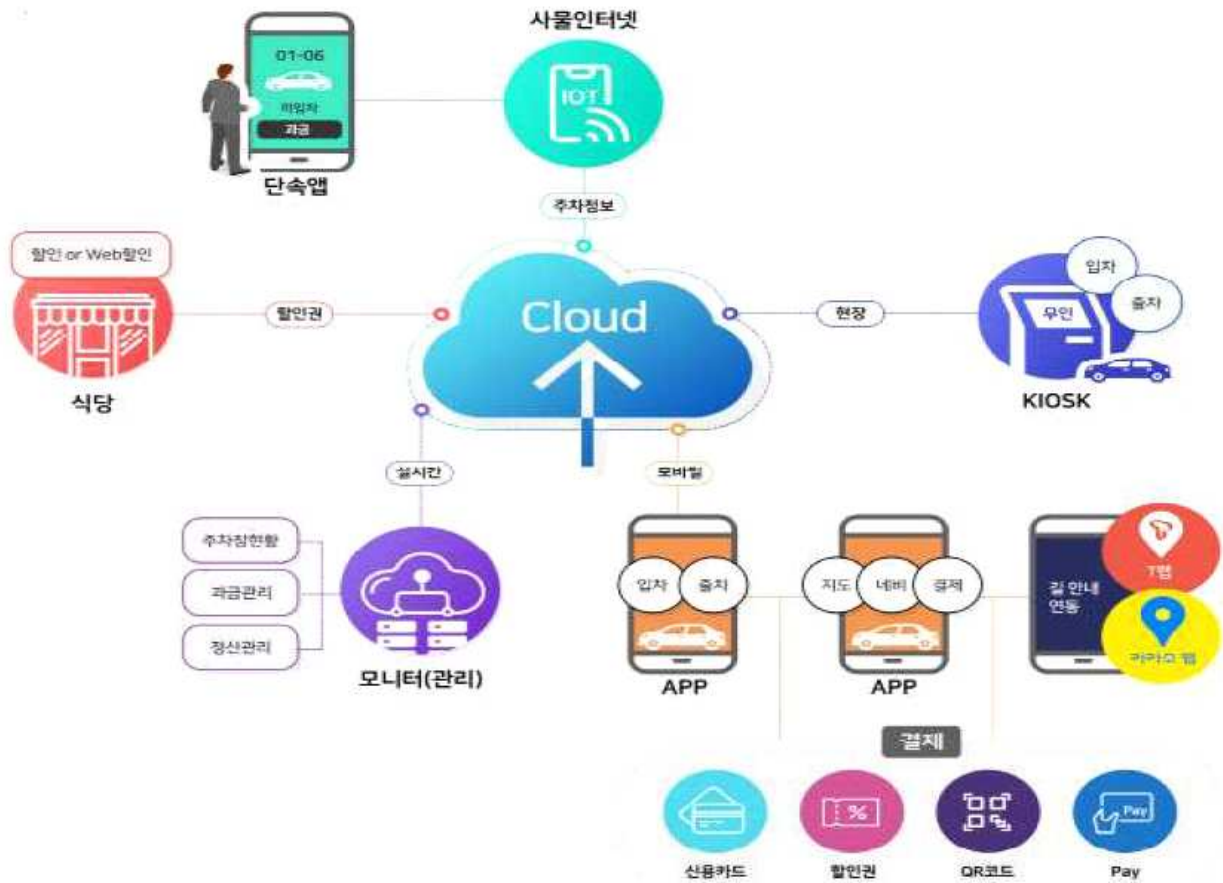 사물인터넷
01-06
미입차
과금
IOT
단속앱
주차정보
할인 or Web할인
할인권
식당
Cloud
현장
입차
출차
무인
KIOSK
실시간
모바일
주차장현황
과금관리
정산관리
모니터(관리)
입차
출차
APP
지도
네비
결제
APP
길 안내
연동
T맵
카카오 맵
결제
%
Pay
신용카드
할인권
QR코드
Pay